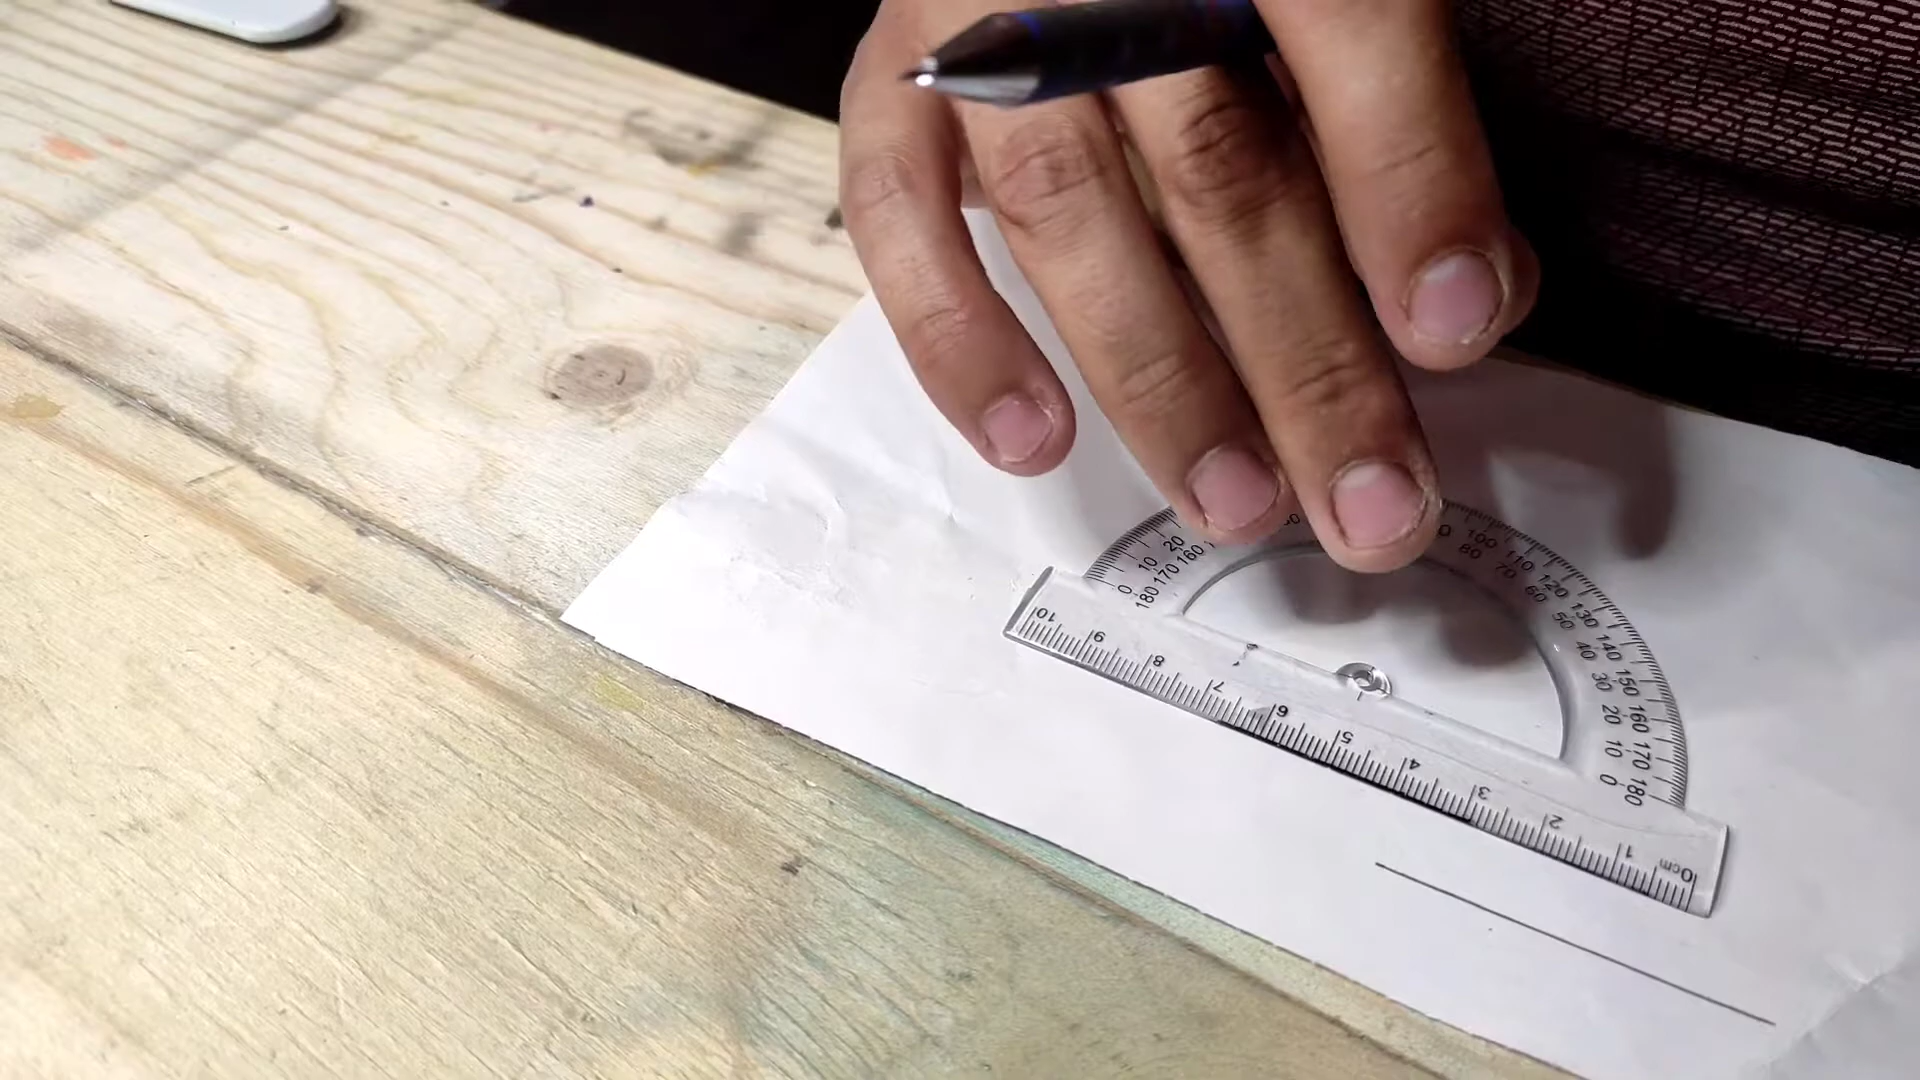 0 10 20
180 170 160
100 110 120 130 140 150 160 170 180
80 70 60 50 40 30 20 10 0
10 9 8 7 6 5 4 3 2 1 0cm